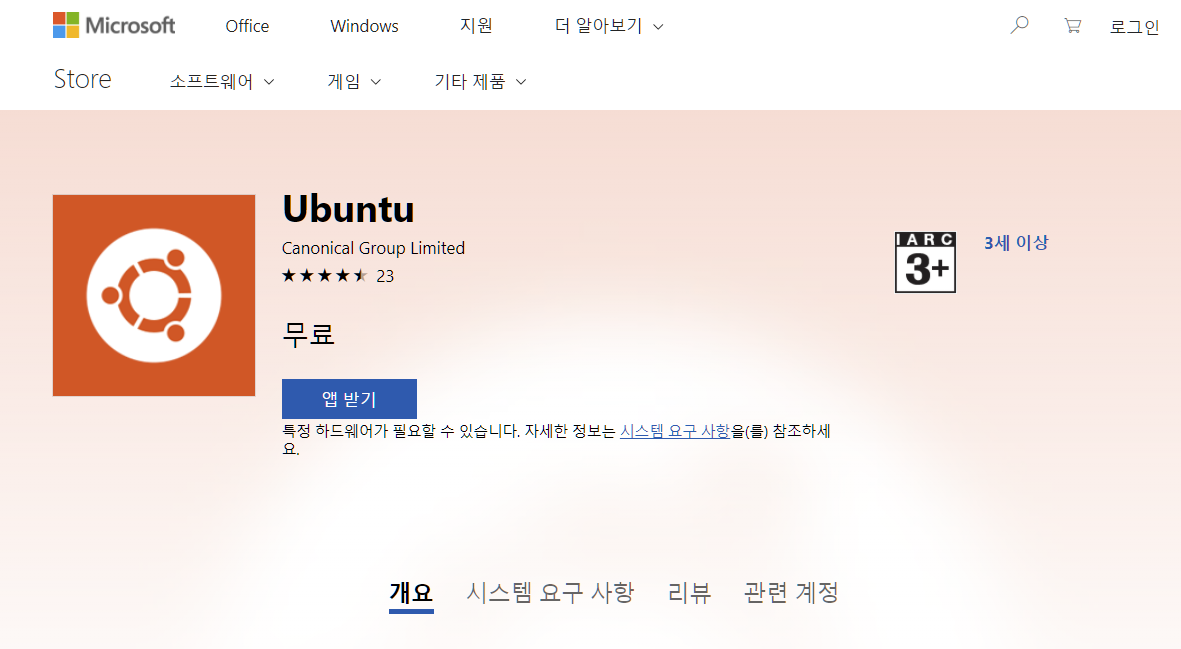 Microsoft Office Windows 지원 더 알아보기 로그인
Store 소프트웨어 게임 기타 제품
Ubuntu
Canonical Group Limited
23
무료
앱 받기
특정 하드웨어가 필요할 수 있습니다. 자세한 정보는 시스템 요구 사항을(를) 참조하세
요.
IARC
3+
3세 이상
개요 시스템 요구 사항 리뷰 관련 계정